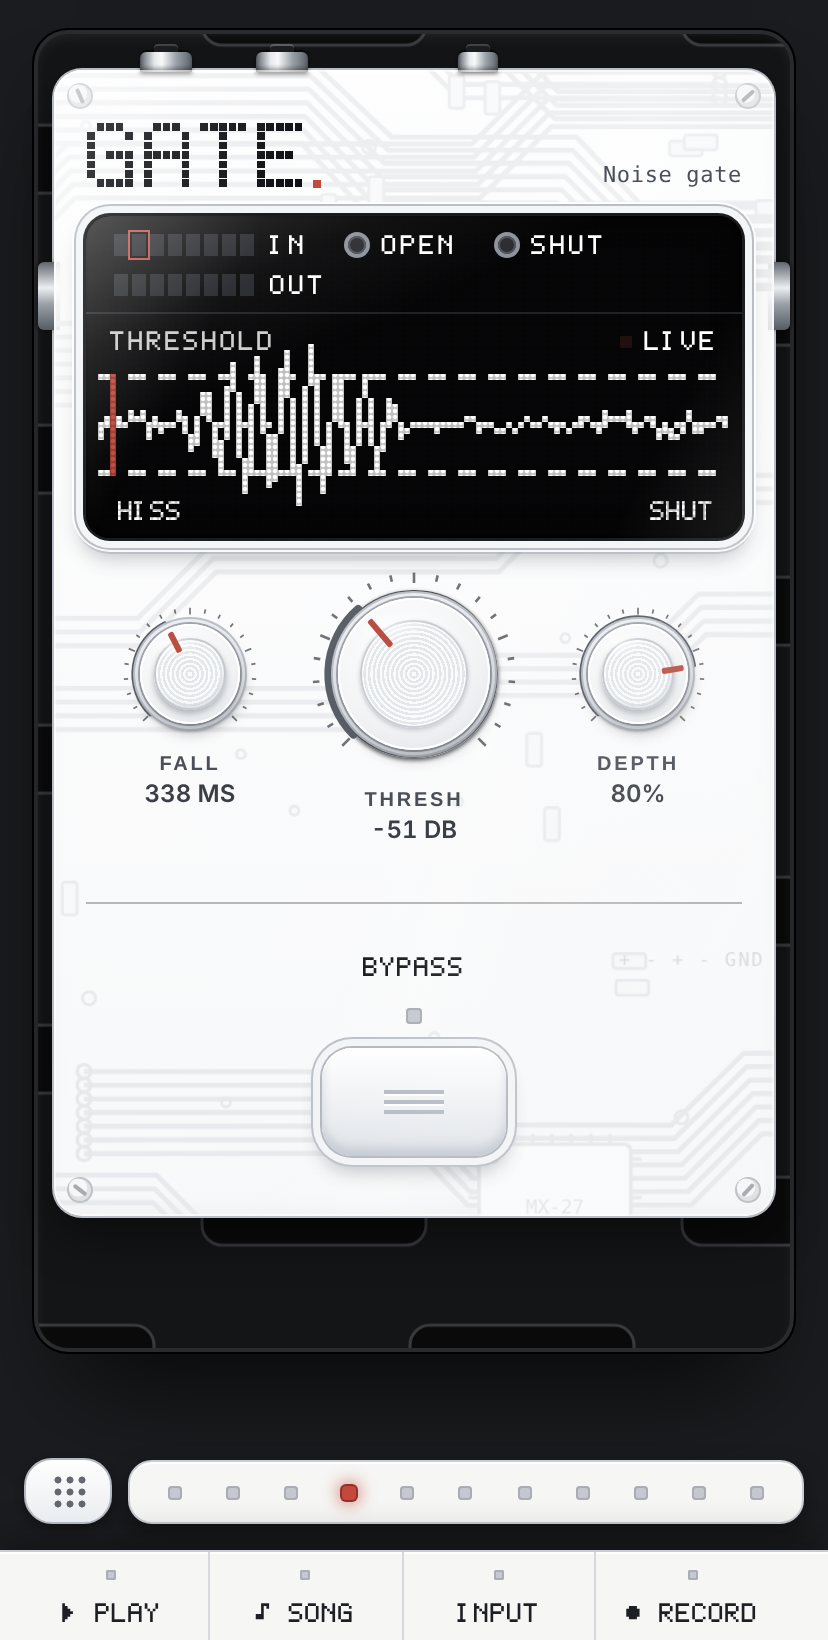 GATE.
Noise gate
IN OPEN SHUT
OUT
THRESHOLD LIVE
HISS SHUT
FALL
338 MS
THRESH
-51 DB
DEPTH
80%
BYPASS
+ - + - GND
MX-27
PLAY SONG INPUT RECORD